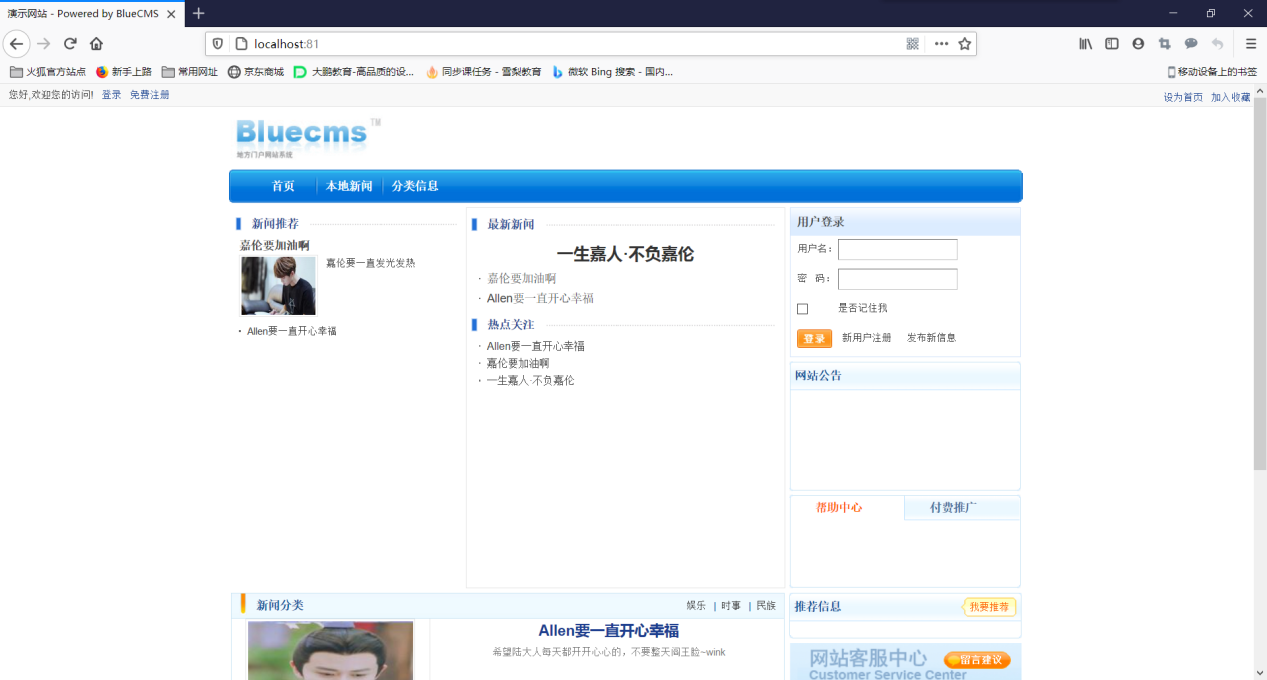 演示网站 - Powered by BlueCMS
localhost:81
火狐官方站点 新手上路 常用网址 京东商城 大鹏教育-高品质的设... 同步课任务 - 雪梨教育 微软 Bing 搜索 - 国内...
移动设备上的书签
您好,欢迎您的访问! 登录 免费注册
设为首页 加入收藏
Bluecms TM
地方门户网站系统
首页 本地新闻 分类信息
新闻推荐
嘉伦要加油啊
嘉伦要一直发光发热
· Allen要一直开心幸福
最新新闻
一生嘉人·不负嘉伦
· 嘉伦要加油啊
· Allen要一直开心幸福
热点关注
· Allen要一直开心幸福
· 嘉伦要加油啊
· 一生嘉人·不负嘉伦
用户登录
用户名:
密 码:
是否记住我
登录 新用户注册 发布新信息
网站公告
帮助中心 付费推广
新闻分类
娱乐 | 时事 | 民族
Allen要一直开心幸福
希望陆大人每天都开开心心的，不要整天阎王脸~wink
推荐信息
我要推荐
网站客服中心
留言建议
Customer Service Center